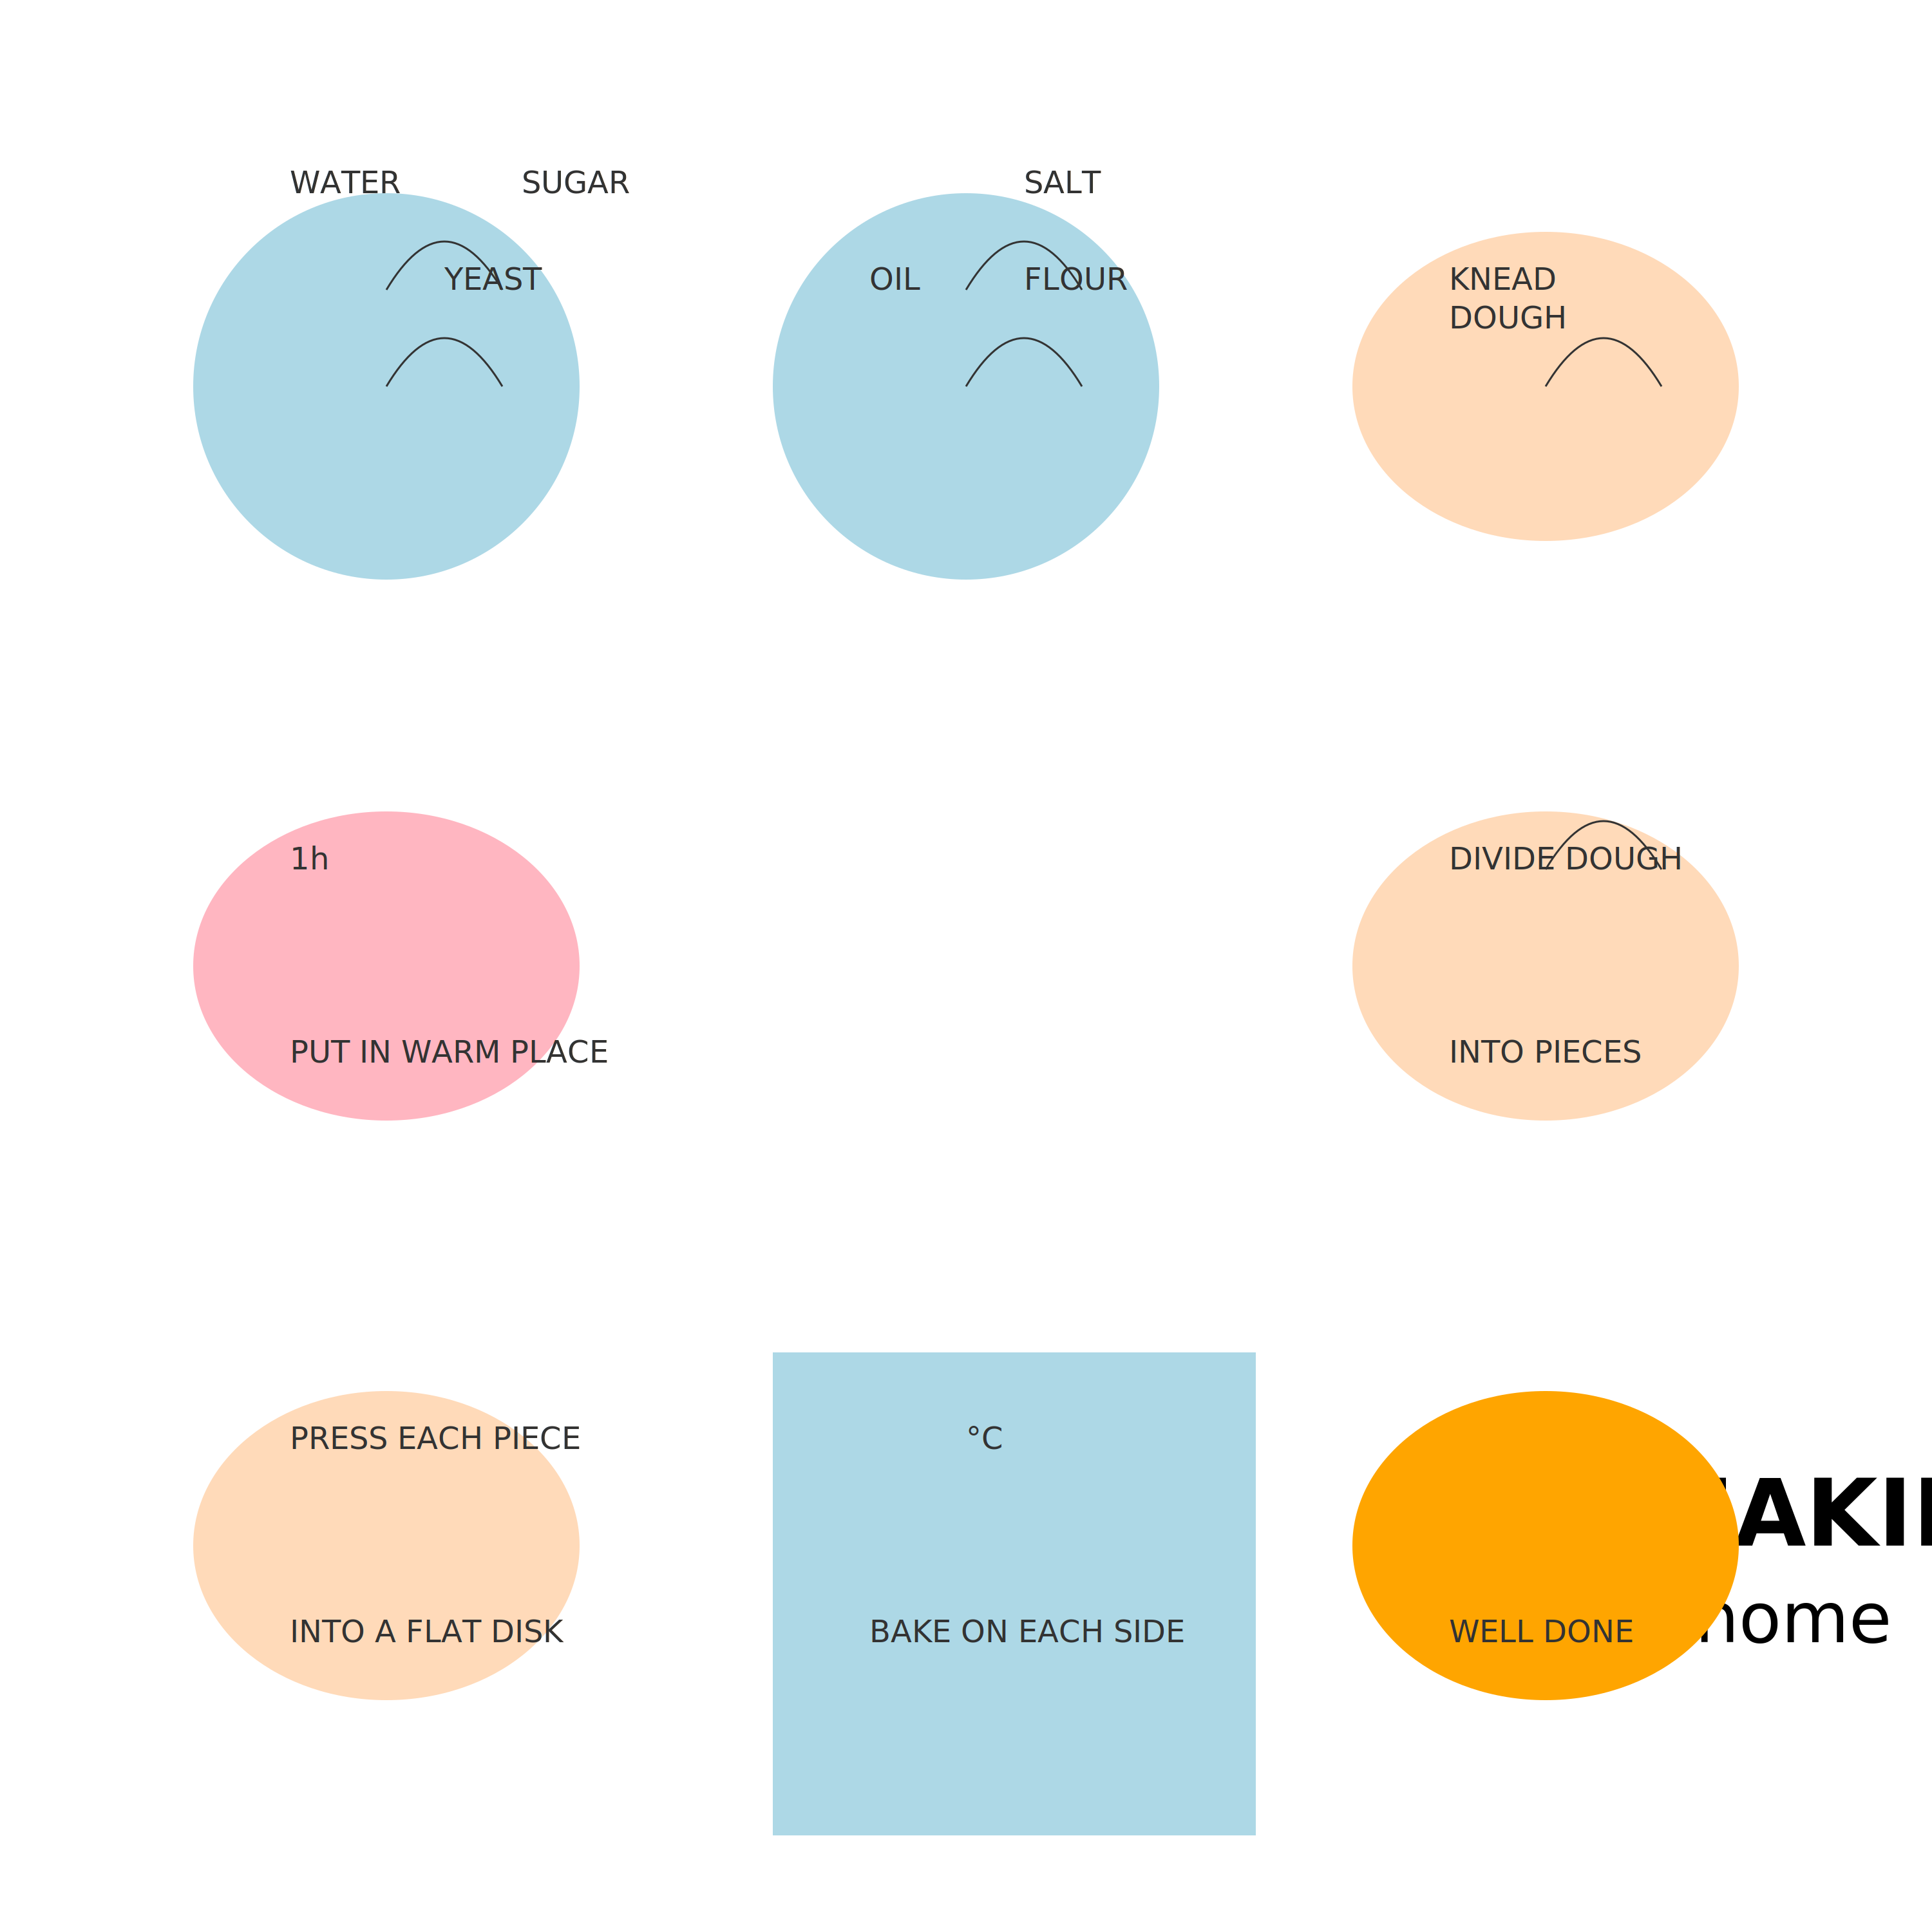 WATER
SUGAR
YEAST
SALT
OIL
FLOUR
KNEAD
DOUGH
1h
PUT IN WARM PLACE
DIVIDE DOUGH
INTO PIECES
PRESS EACH PIECE
INTO A FLAT DISK
°C
BAKE ON EACH SIDE
WELL DONE
home